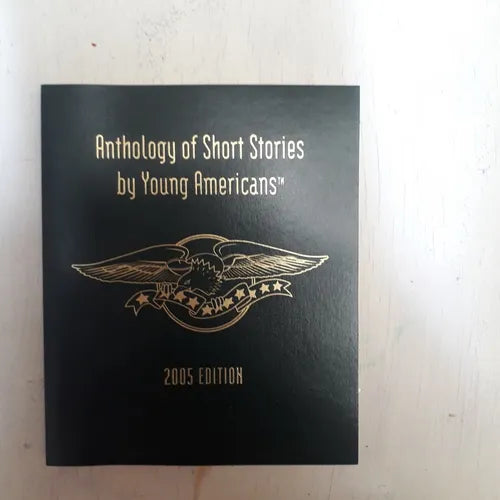 Anthology of Short Stories
by Young Americans™
2005 EDITION